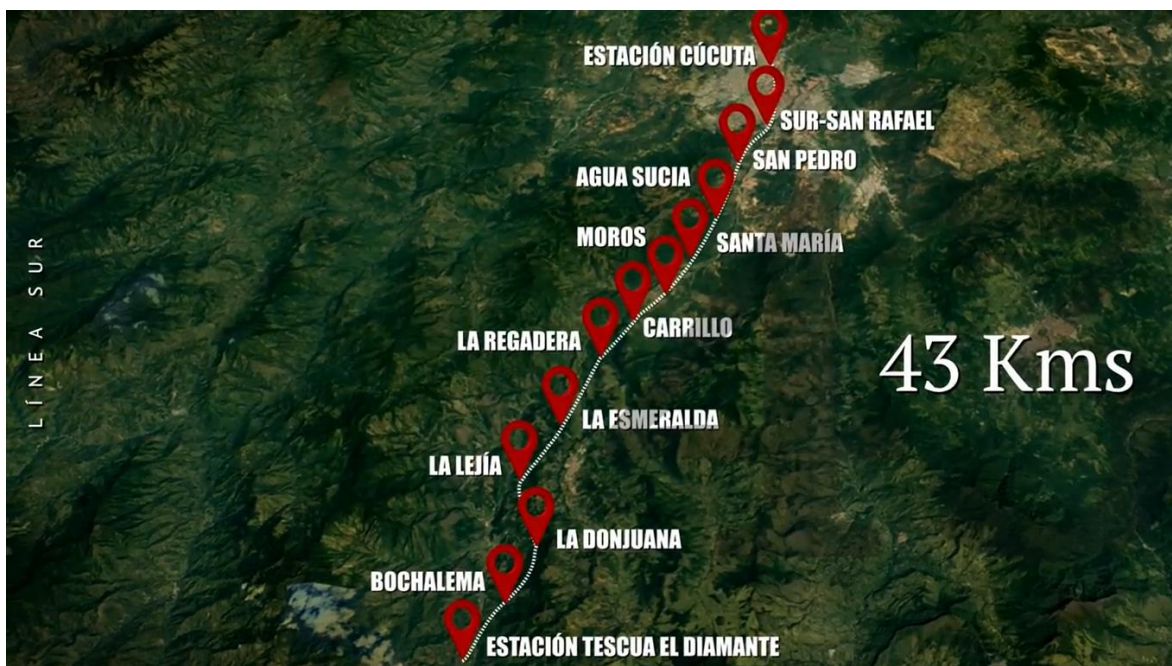 ESTACIÓN CÚCUTA
SUR-SAN RAFAEL
SAN PEDRO
AGUA SUCIA
MOROS
SANTA MARÍA
CARRILLO
LA REGADERA
43 Kms
LÍNEA SUR
LA ESMERALDA
LA LEJÍA
LA DONJUANA
BOCHALEMA
ESTACIÓN TESCUA EL DIAMANTE